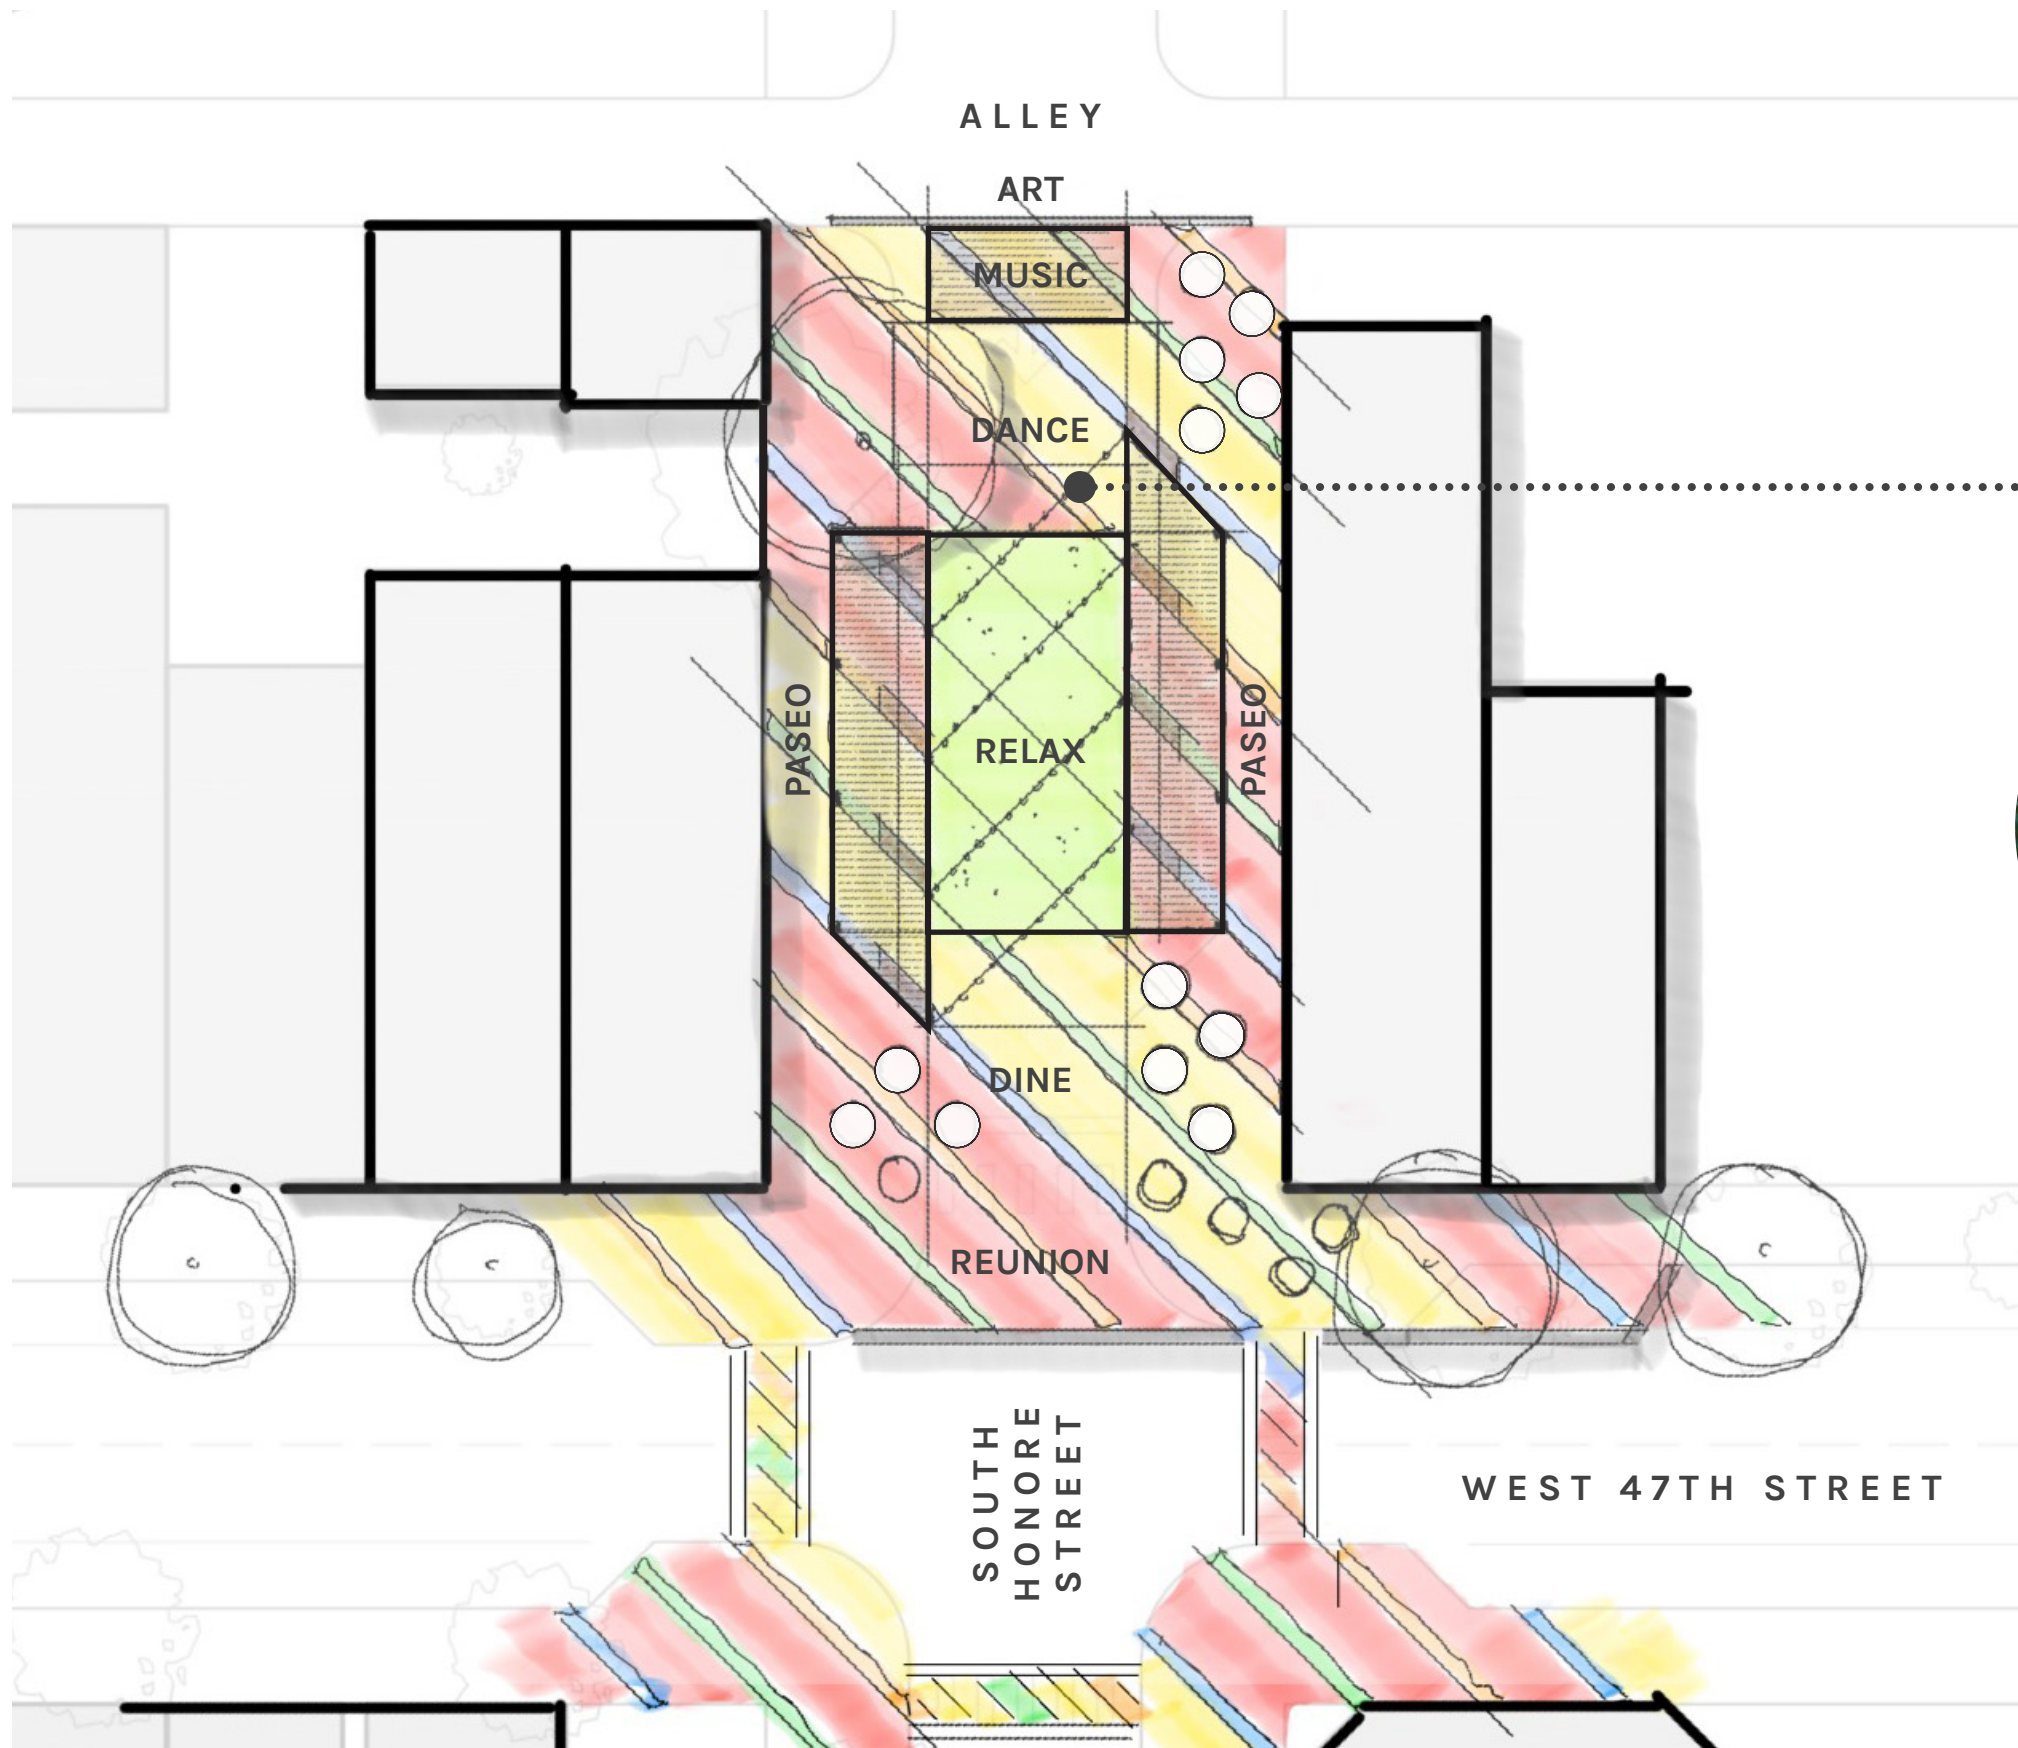 ALLEY
ART
MUSIC
DANCE
PASEO
RELAX
PASEO
DINE
REUNION
SOUTH
HONORE
STREET
WEST 47TH STREET